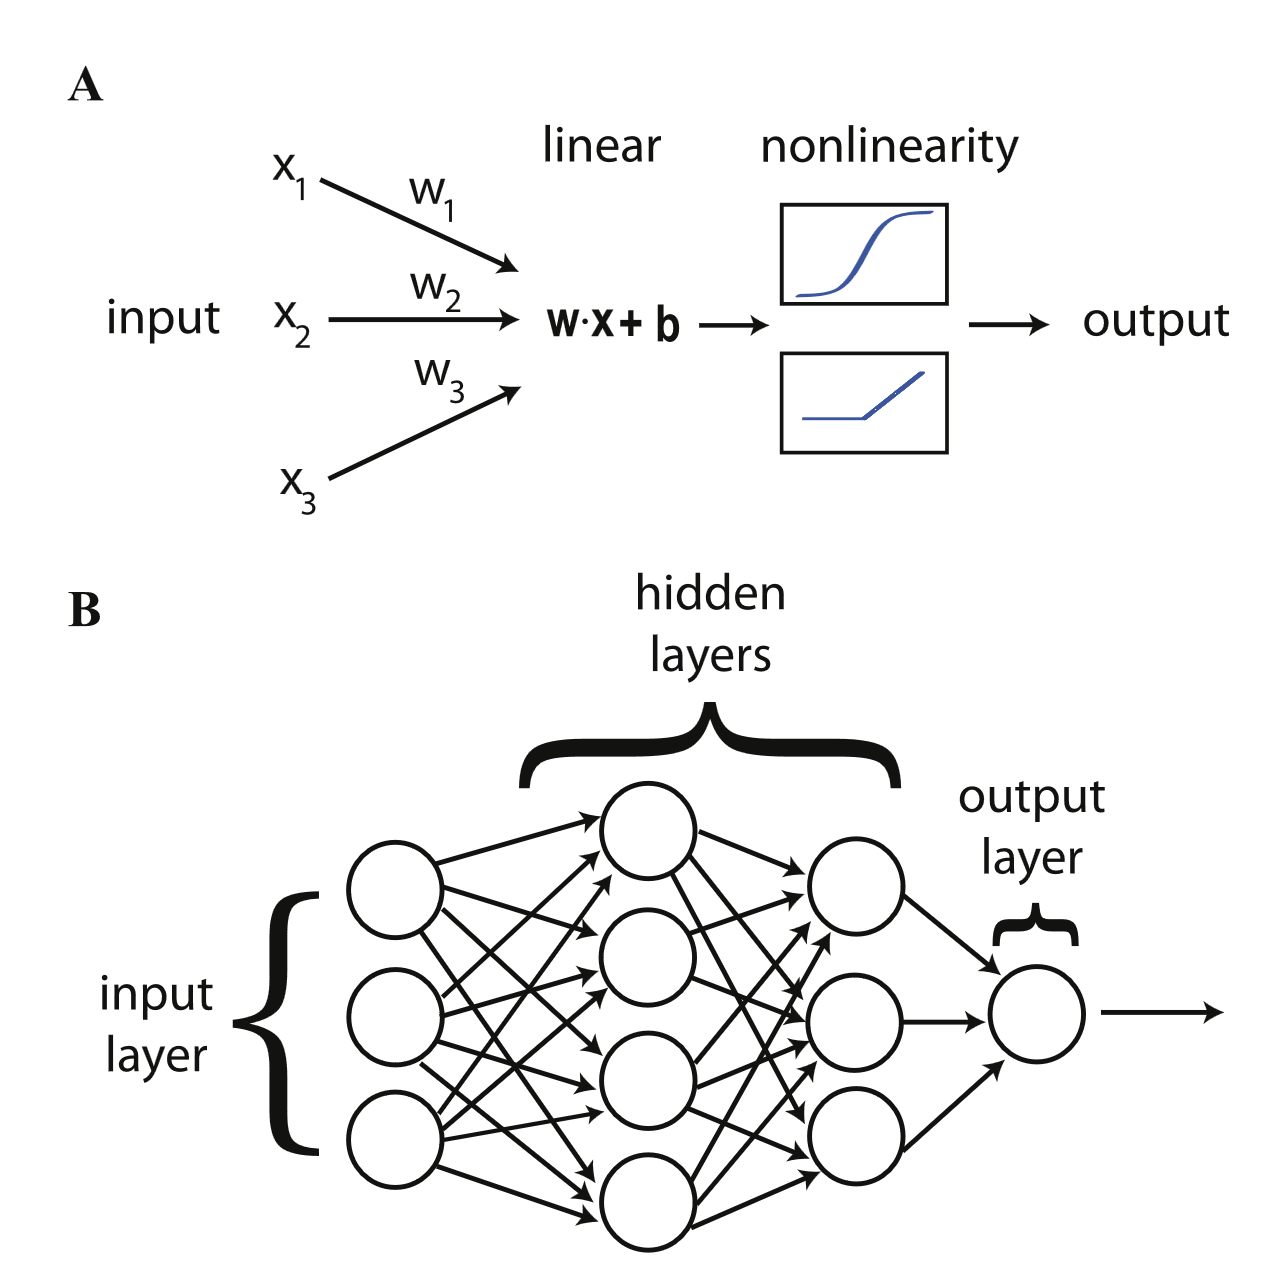 A
linear nonlinearity
x1 w1
input x2 w2 w·x + b output
w3
x3
B
hidden
layers
output
layer
input
layer